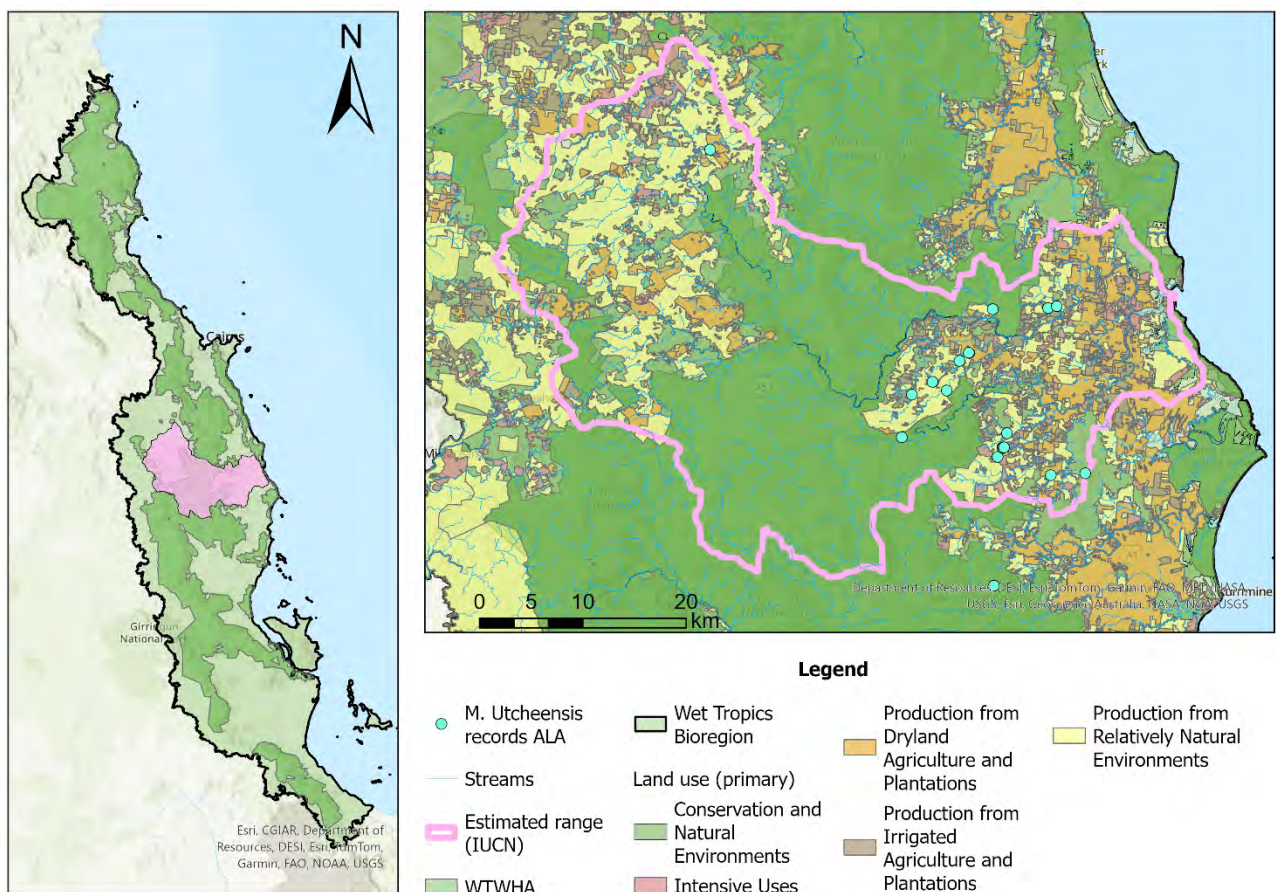 N
Cairns
Girringun
National Park
Esri, CGIAR, Department of
Resources, DESI, Esri, TomTom,
Garmin, FAO, NOAA, USGS
0 10 20
km
Department of Resources, DESI, Esri, TomTom, Garmin, FAO, METI/NASA,
USGS, Esri, Geoscience Australia, NASA, NGA, USGS
Legend
M. Utcheensis
records ALA
Streams
Estimated range
(IUCN)
WTWHA
Wet Tropics
Bioregion
Land use (primary)
Conservation and
Natural
Environments
Intensive Uses
Production from
Dryland
Agriculture and
Plantations
Production from
Irrigated
Agriculture and
Plantations
Production from
Relatively Natural
Environments